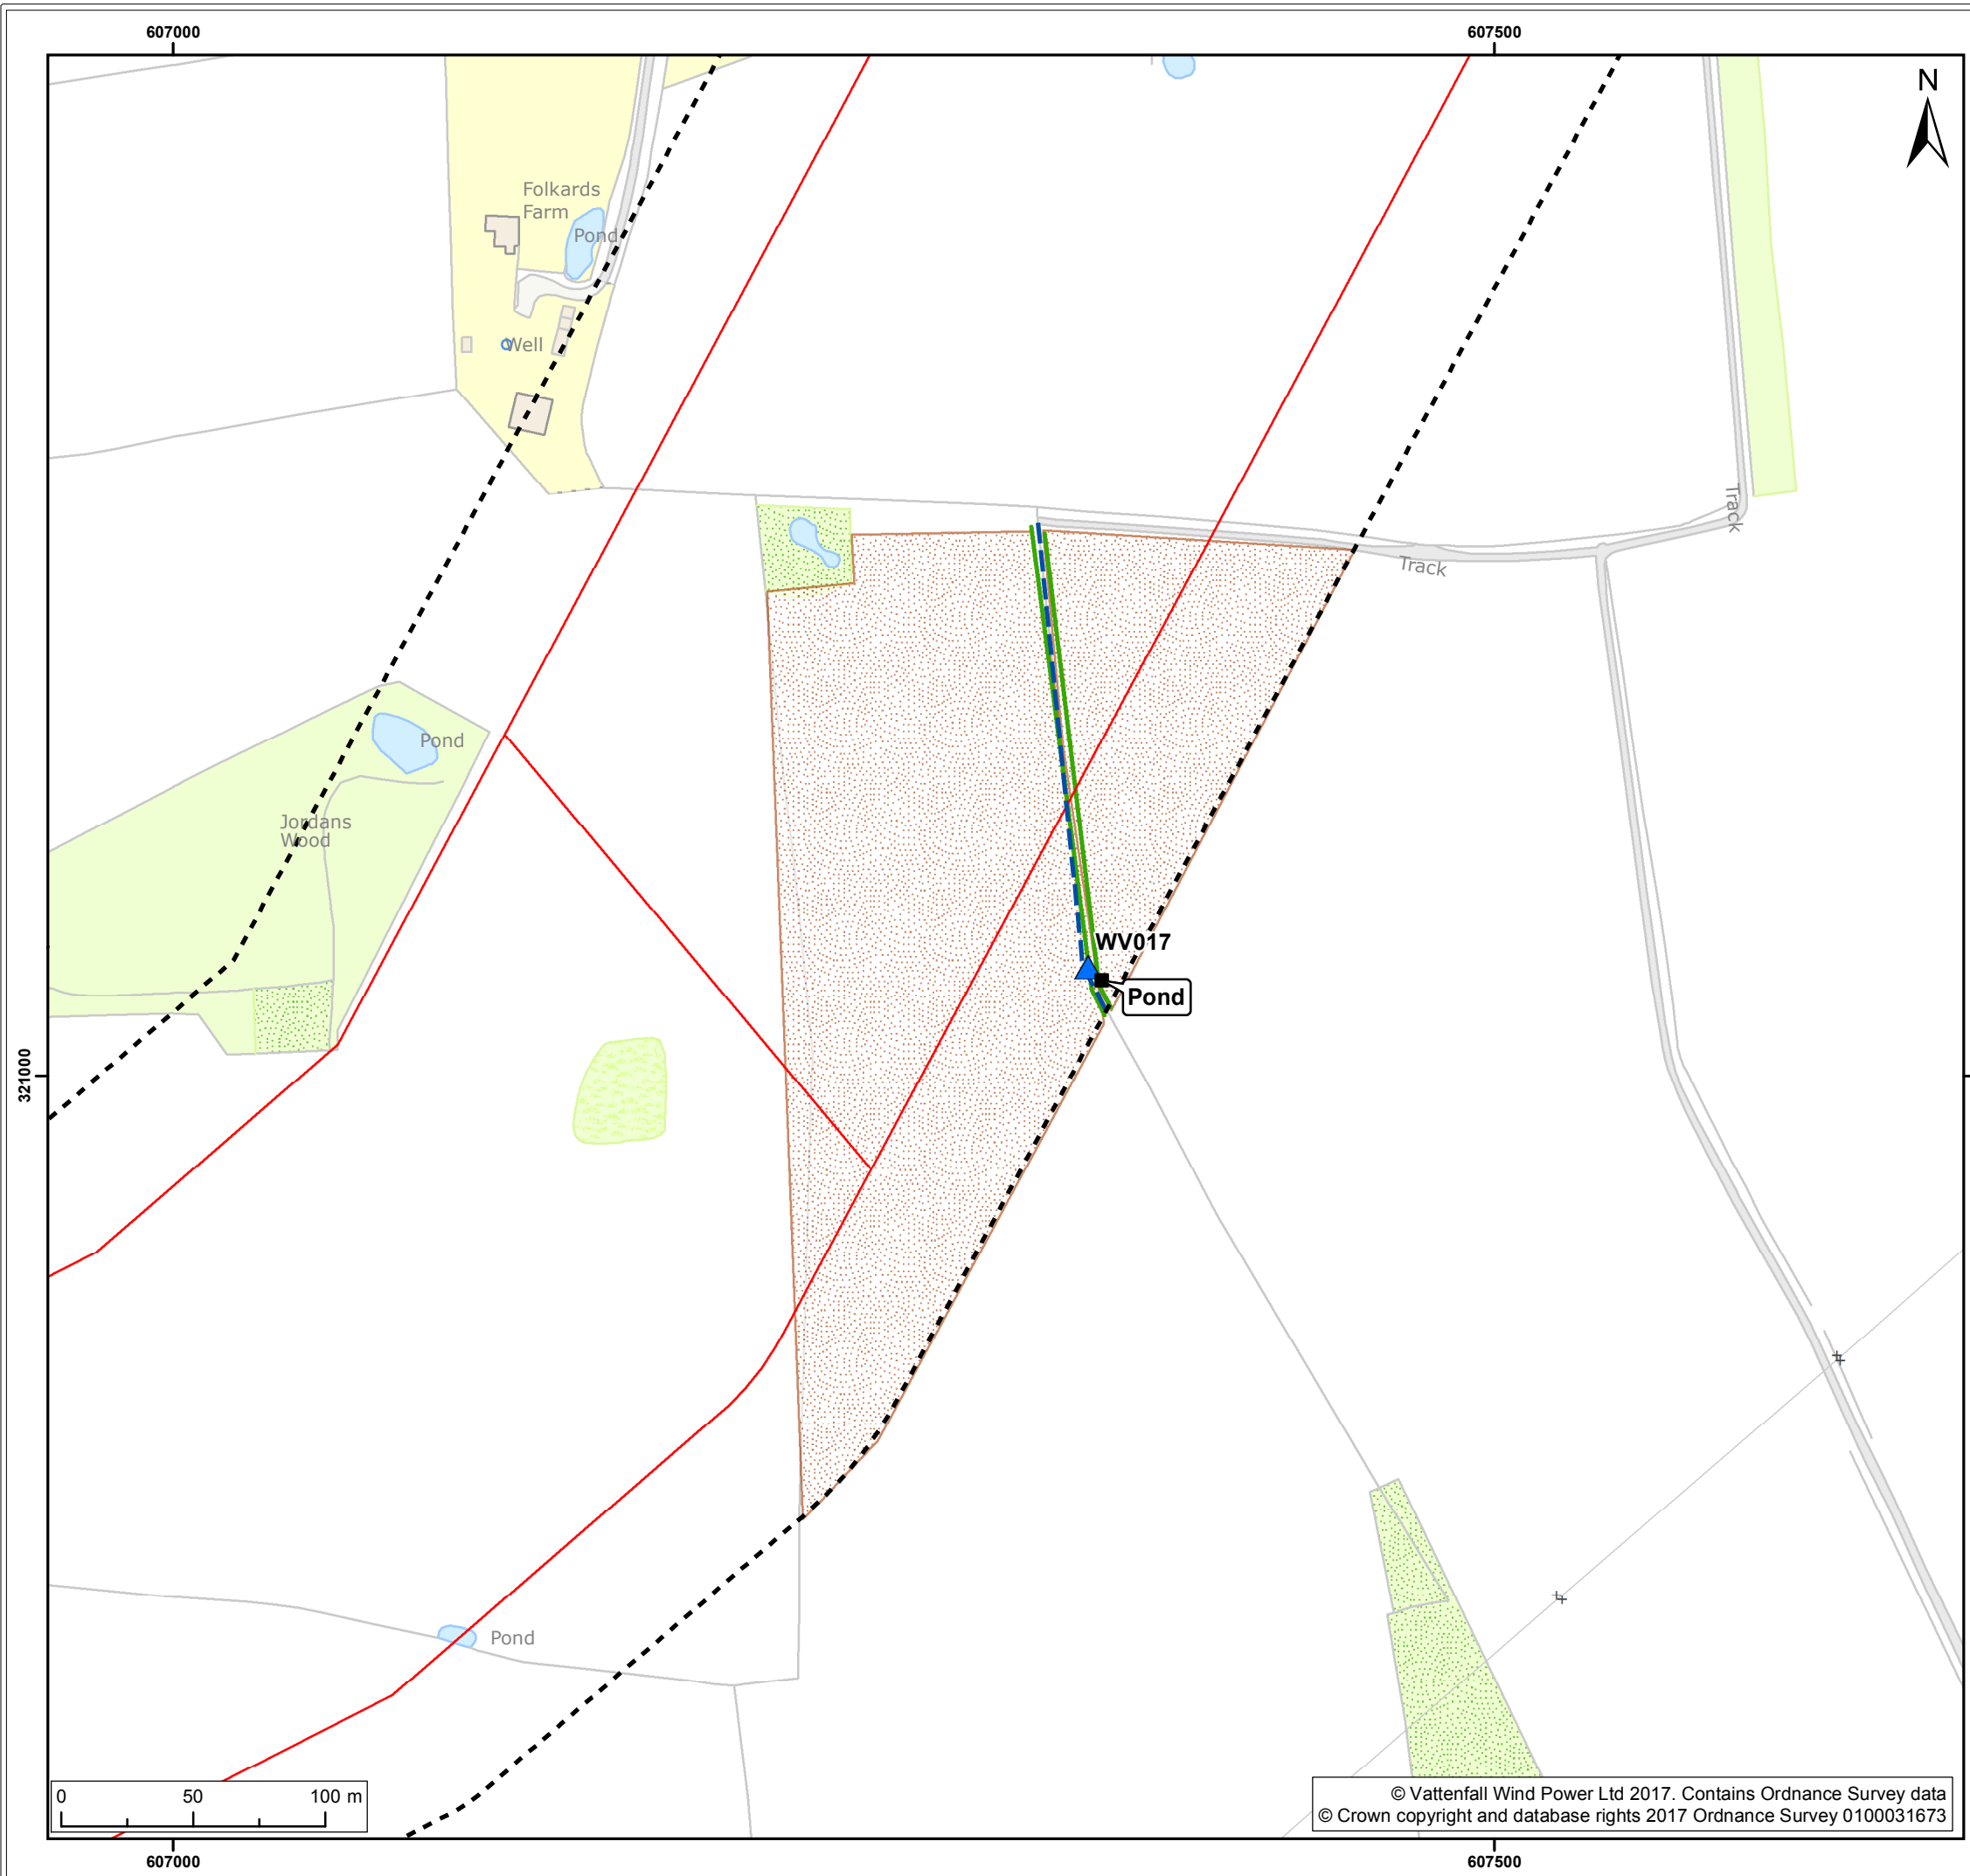 607000
607500
N
Folkards
Farm
Pond
Well
Track
Track
Pond
Jordans
Wood
WV017
Pond
321000
Pond
0 50 100 m
© Vattenfall Wind Power Ltd 2017. Contains Ordnance Survey data
© Crown copyright and database rights 2017 Ordnance Survey 0100031673
607000
607500